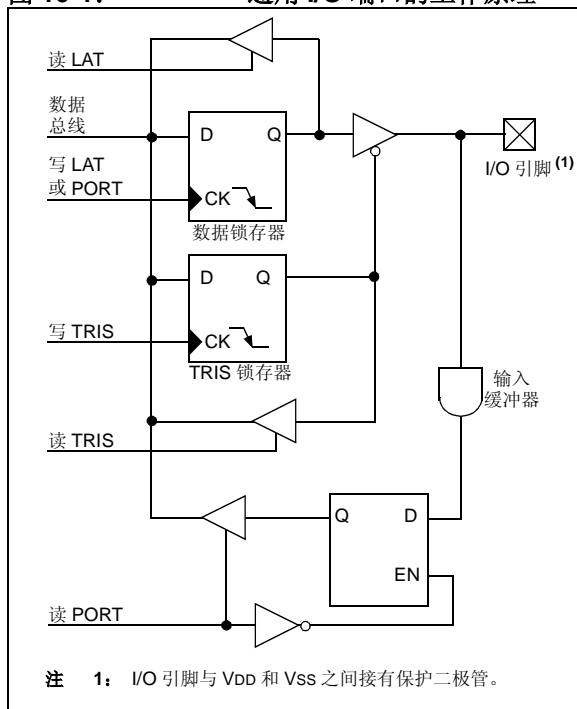 读 LAT
数据
总线
D Q
写 LAT
或 PORT
CK
数据锁存器
I/O 引脚 (1)
D Q
写 TRIS
CK
TRIS 锁存器
输入
缓冲器
读 TRIS
Q D
EN
读 PORT
注 1: I/O 引脚与 VDD 和 VSS 之间接有保护二极管。